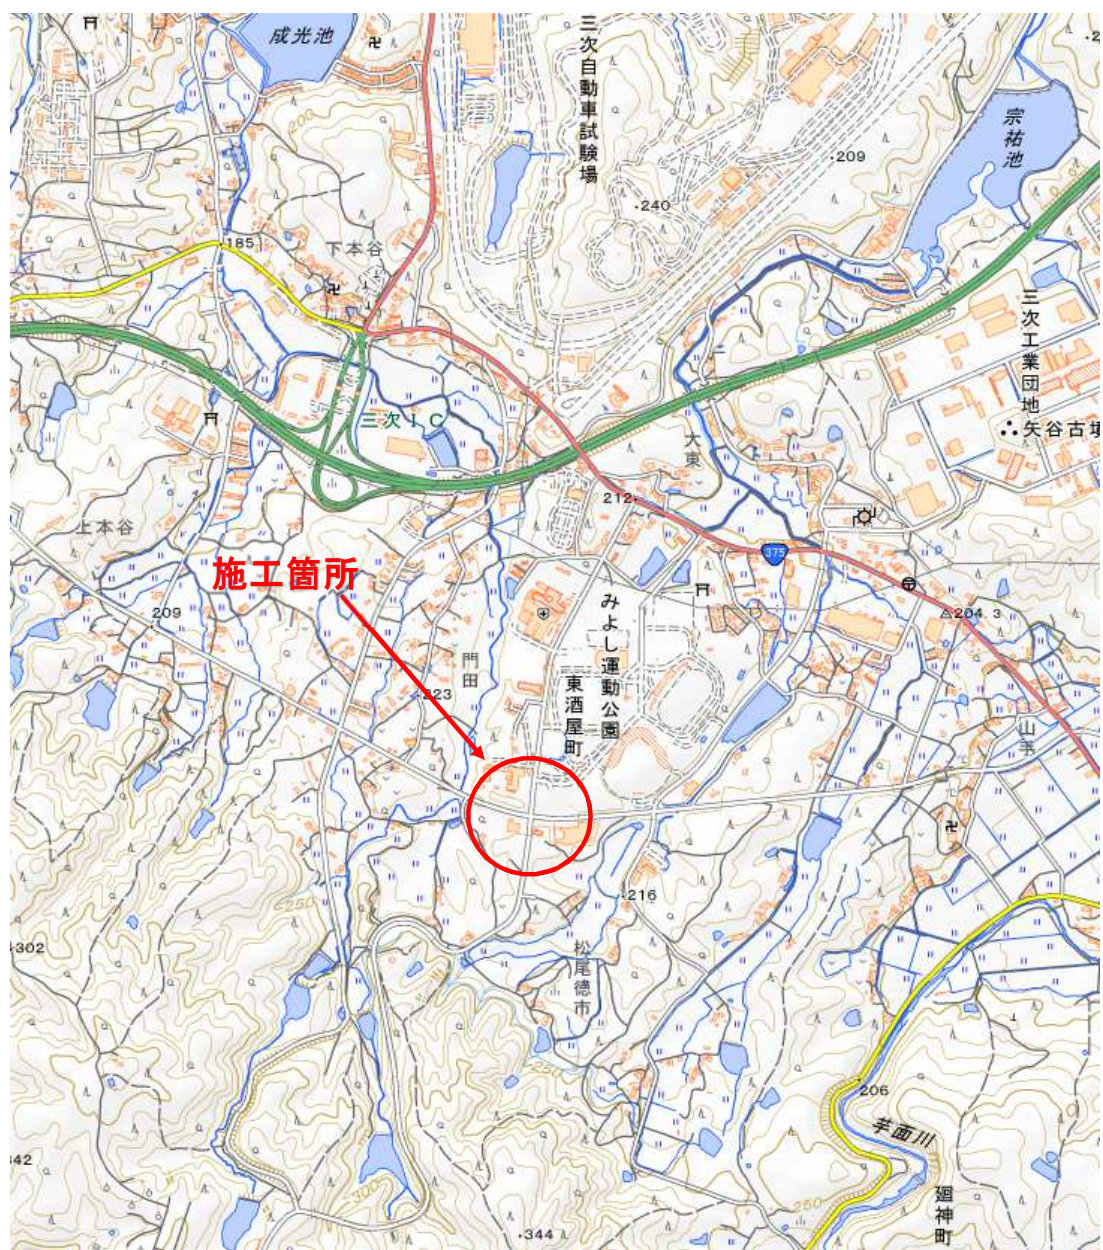 成光池
三次自動車試験場
宗祐池
209
240
185
下本谷
三次工業団地
三次IC
矢谷古墳
大東
212
上本谷
375
施工箇所
みよし運動公園
209
204.3
門田
東酒屋町
223
山手
216
250
302
松尾徳市
250
206
芋面川
342
300
250
廻神町
344